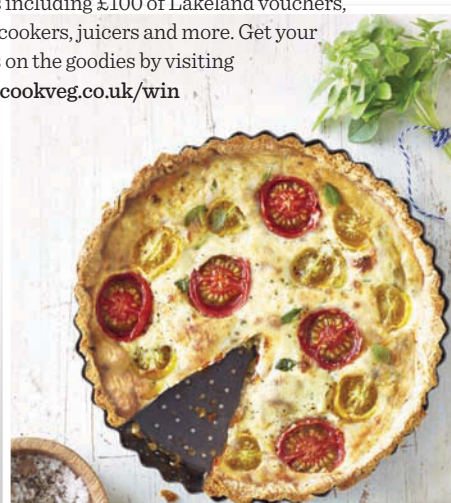 including £100 of Lakeland vouchers,
cookers, juicers and more. Get your
on the goodies by visiting
cookveg.co.uk/win